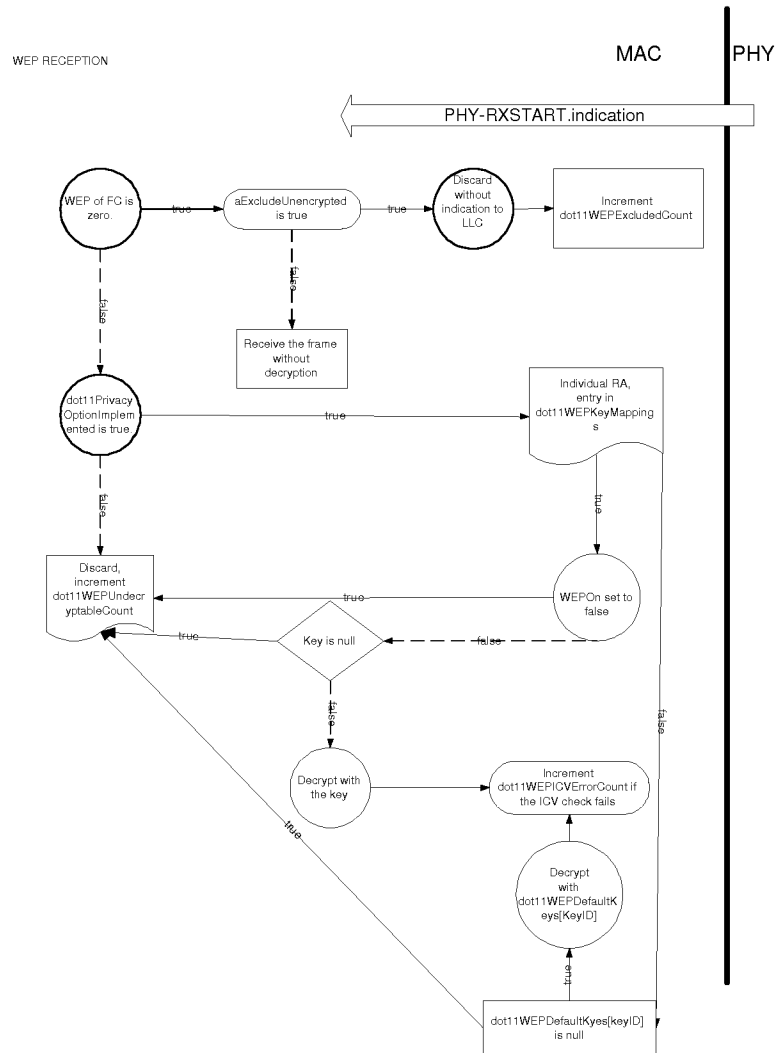 MAC
PHY
WEP RECEPTION
PHY-RXSTART.indication
WEP of FC is
zero.
true
aExcludeUnencrypted
is true
true
Discard
without
indication to
LLC
Increment
dot11WEPExcludedCount
false
false
Receive the frame
without
decryption
dot11Privacy
OptionImplem
ented is true.
true
Individual RA,
entry in
dot11WEPKeyMapping
s
false
true
Discard,
increment
dot11WEPUndecr
yptableCount
true
WEPOn set to
false
true
Key is null
false
false
false
Decrypt with
the key
Increment
dot11WEPICVErrorCount if
the ICV check fails
true
Decrypt
with
dot11WEPDefaultK
eys[KeyID]
true
dot11WEPDefaultKyes[keyID]
is null